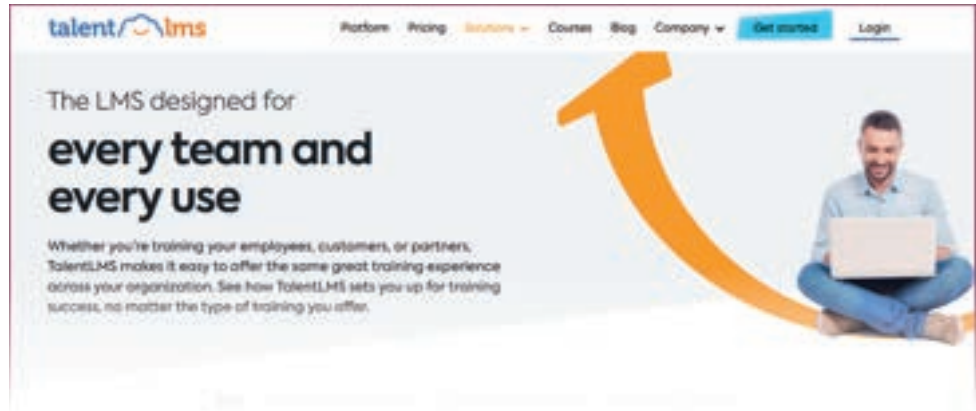 talentlms
Platform Pricing Solutions Courses Blog Company Get started Login
The LMS designed for
every team and
every use
Whether you're training your employees, customers, or partners,
TalentLMS makes it easy to offer the same great training experience
across your organization. See how TalentLMS sets you up for training
success, no matter the type of training you offer.